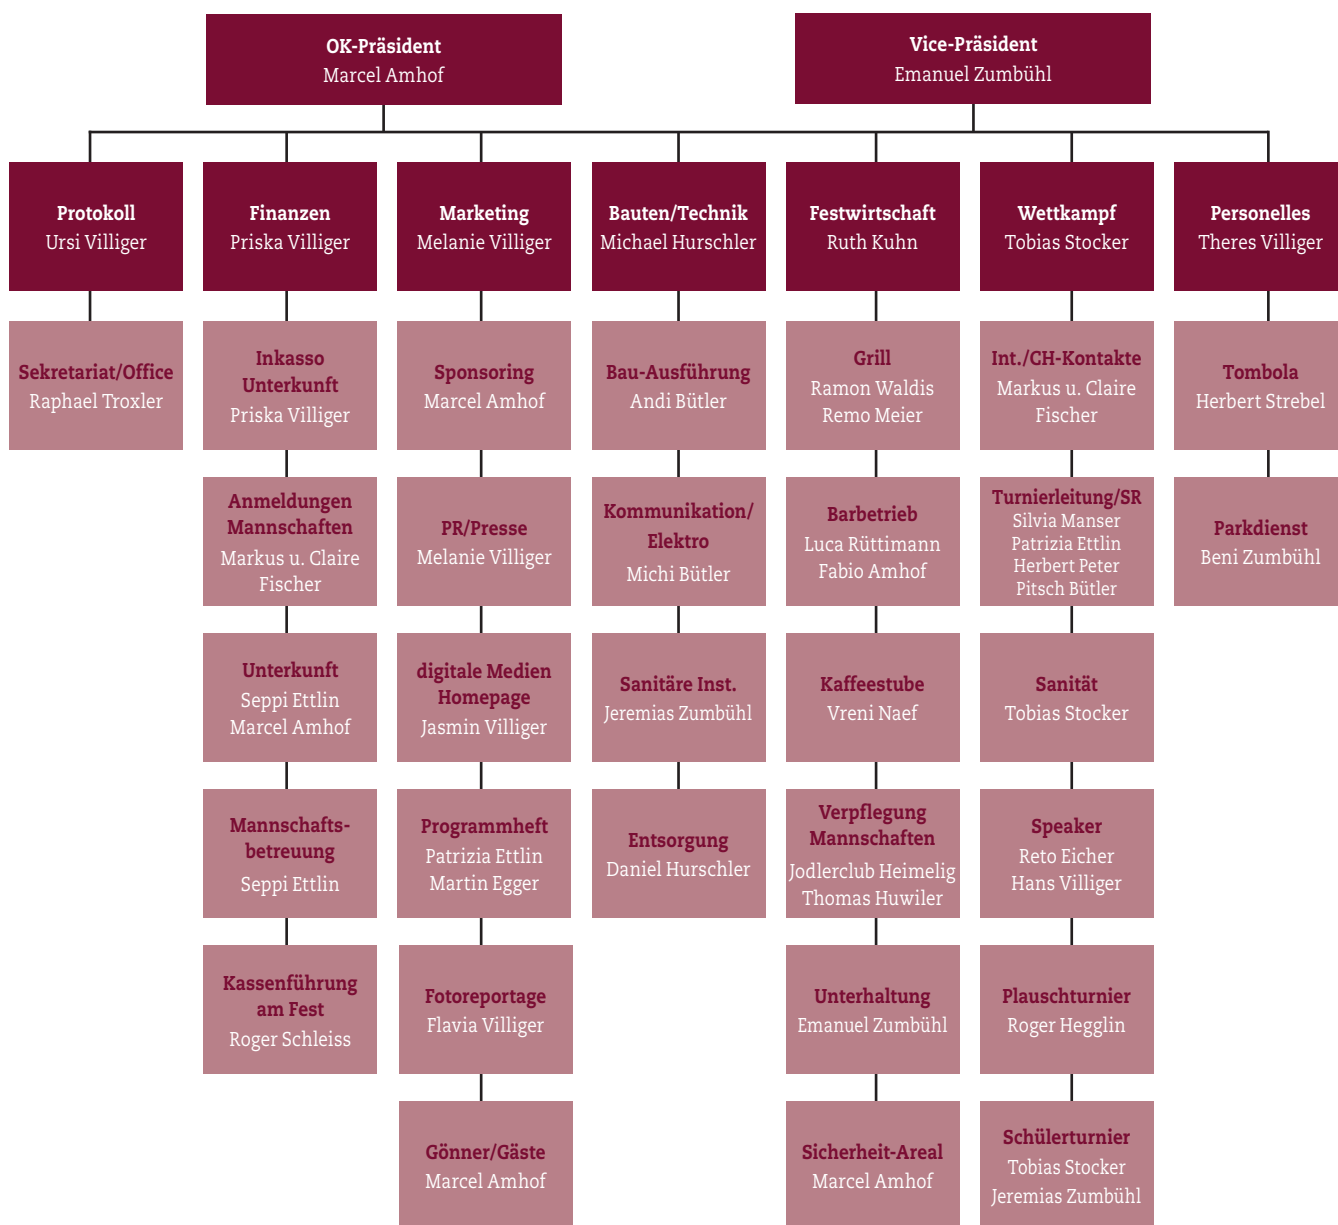 OK-Präsident
Marcel Amhof
Vice-Präsident
Emanuel Zumbühl
Protokoll
Ursi Villiger
Finanzen
Priska Villiger
Marketing
Melanie Villiger
Bauten/Technik
Michael Hurschler
Festwirtschaft
Ruth Kuhn
Wettkampf
Tobias Stocker
Personelles
Theres Villiger
Sekretariat/Office
Raphael Troxler
Inkasso
Unterkunft
Priska Villiger
Sponsoring
Marcel Amhof
Bau-Ausführung
Andi Bütler
Grill
Ramon Waldis
Remo Meier
Int./CH-Kontakte
Markus u. Claire
Fischer
Tombola
Herbert Strebel
Anmeldungen
Mannschaften
Markus u. Claire
Fischer
PR/Presse
Melanie Villiger
Kommunikation/
Elektro
Michi Bütler
Barbetrieb
Luca Rüttimann
Fabio Amhof
Turnierleitung/SR
Silvia Manser
Patrizia Ettlin
Herbert Peter
Pitsch Bütler
Parkdienst
Beni Zumbühl
Unterkunft
Seppi Ettlin
Marcel Amhof
digitale Medien
Homepage
Jasmin Villiger
Sanitäre Inst.
Jeremias Zumbühl
Kaffeestube
Vreni Naef
Sanität
Tobias Stocker
Mannschafts-
betreuung
Seppi Ettlin
Programmheft
Patrizia Ettlin
Martin Egger
Entsorgung
Daniel Hurschler
Verpflegung
Mannschaften
Jodlerclub Heimelig
Thomas Huwiler
Speaker
Reto Eicher
Hans Villiger
Kassenführung
am Fest
Roger Schleiss
Fotoreportage
Flavia Villiger
Unterhaltung
Emanuel Zumbühl
Plauschturnier
Roger Hegglin
Gönner/Gäste
Marcel Amhof
Sicherheit-Areal
Marcel Amhof
Schülerturnier
Tobias Stocker
Jeremias Zumbühl